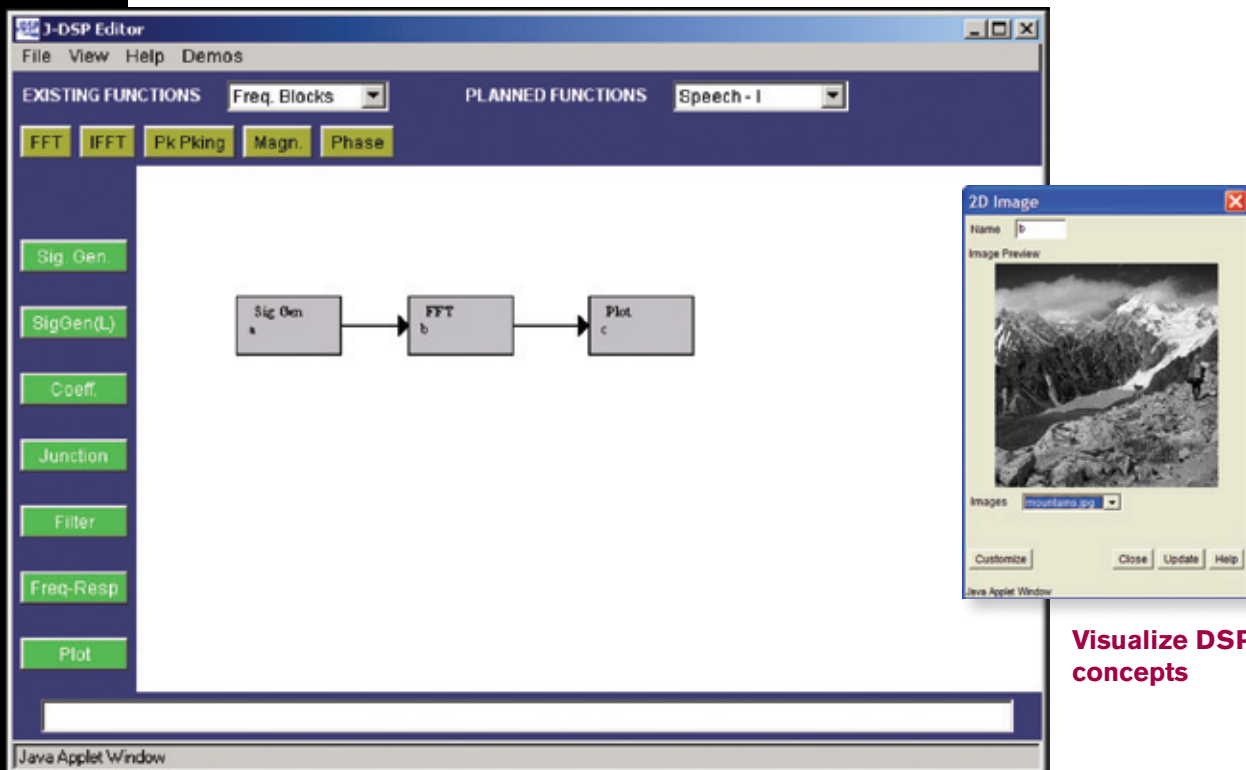 J-DSP Editor
File View Help Demos
EXISTING FUNCTIONS Freq. Blocks PLANNED FUNCTIONS Speech - I
FFT IFFT Pk Pking Magn. Phase
Sig. Gen.
SigGen(L)
Coeff.
Junction
Filter
Freq-Resp
Plot
Sig Gen
a
FFT
b
Plot
c
Java Applet Window
2D Image
Name b
Image Preview
Images mountains.jpg
Customize Close Update Help
Java Applet Window
Visualize DSP
concepts